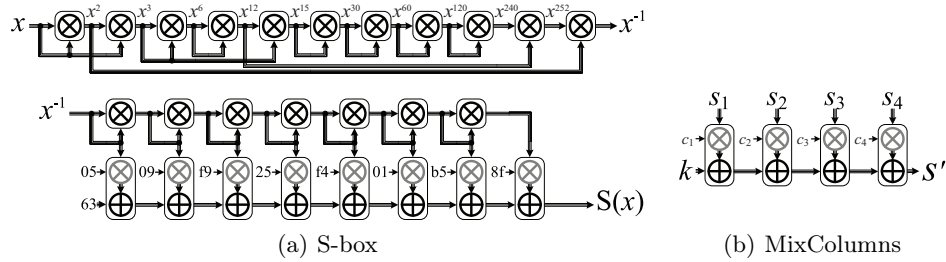 x x² x³ x⁶ x¹² x¹⁵ x³⁰ x⁶⁰ x¹²⁰ x²⁴⁰ x²⁵² x⁻¹
x⁻¹
05 09 f9 25 f4 01 b5 8f
63 S(x)
(a) S-box
s₁ s₂ s₃ s₄
c₁ c₂ c₃ c₄
k s'
(b) MixColumns